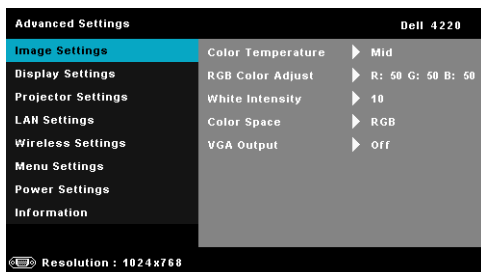 Advanced Settings Dell 4220
Image Settings Color Temperature Mid
Display Settings RGB Color Adjust R: 50 G: 50 B: 50
Projector Settings White Intensity 10
LAN Settings Color Space RGB
Wireless Settings VGA Output Off
Menu Settings
Power Settings
Information
Resolution : 1024x768